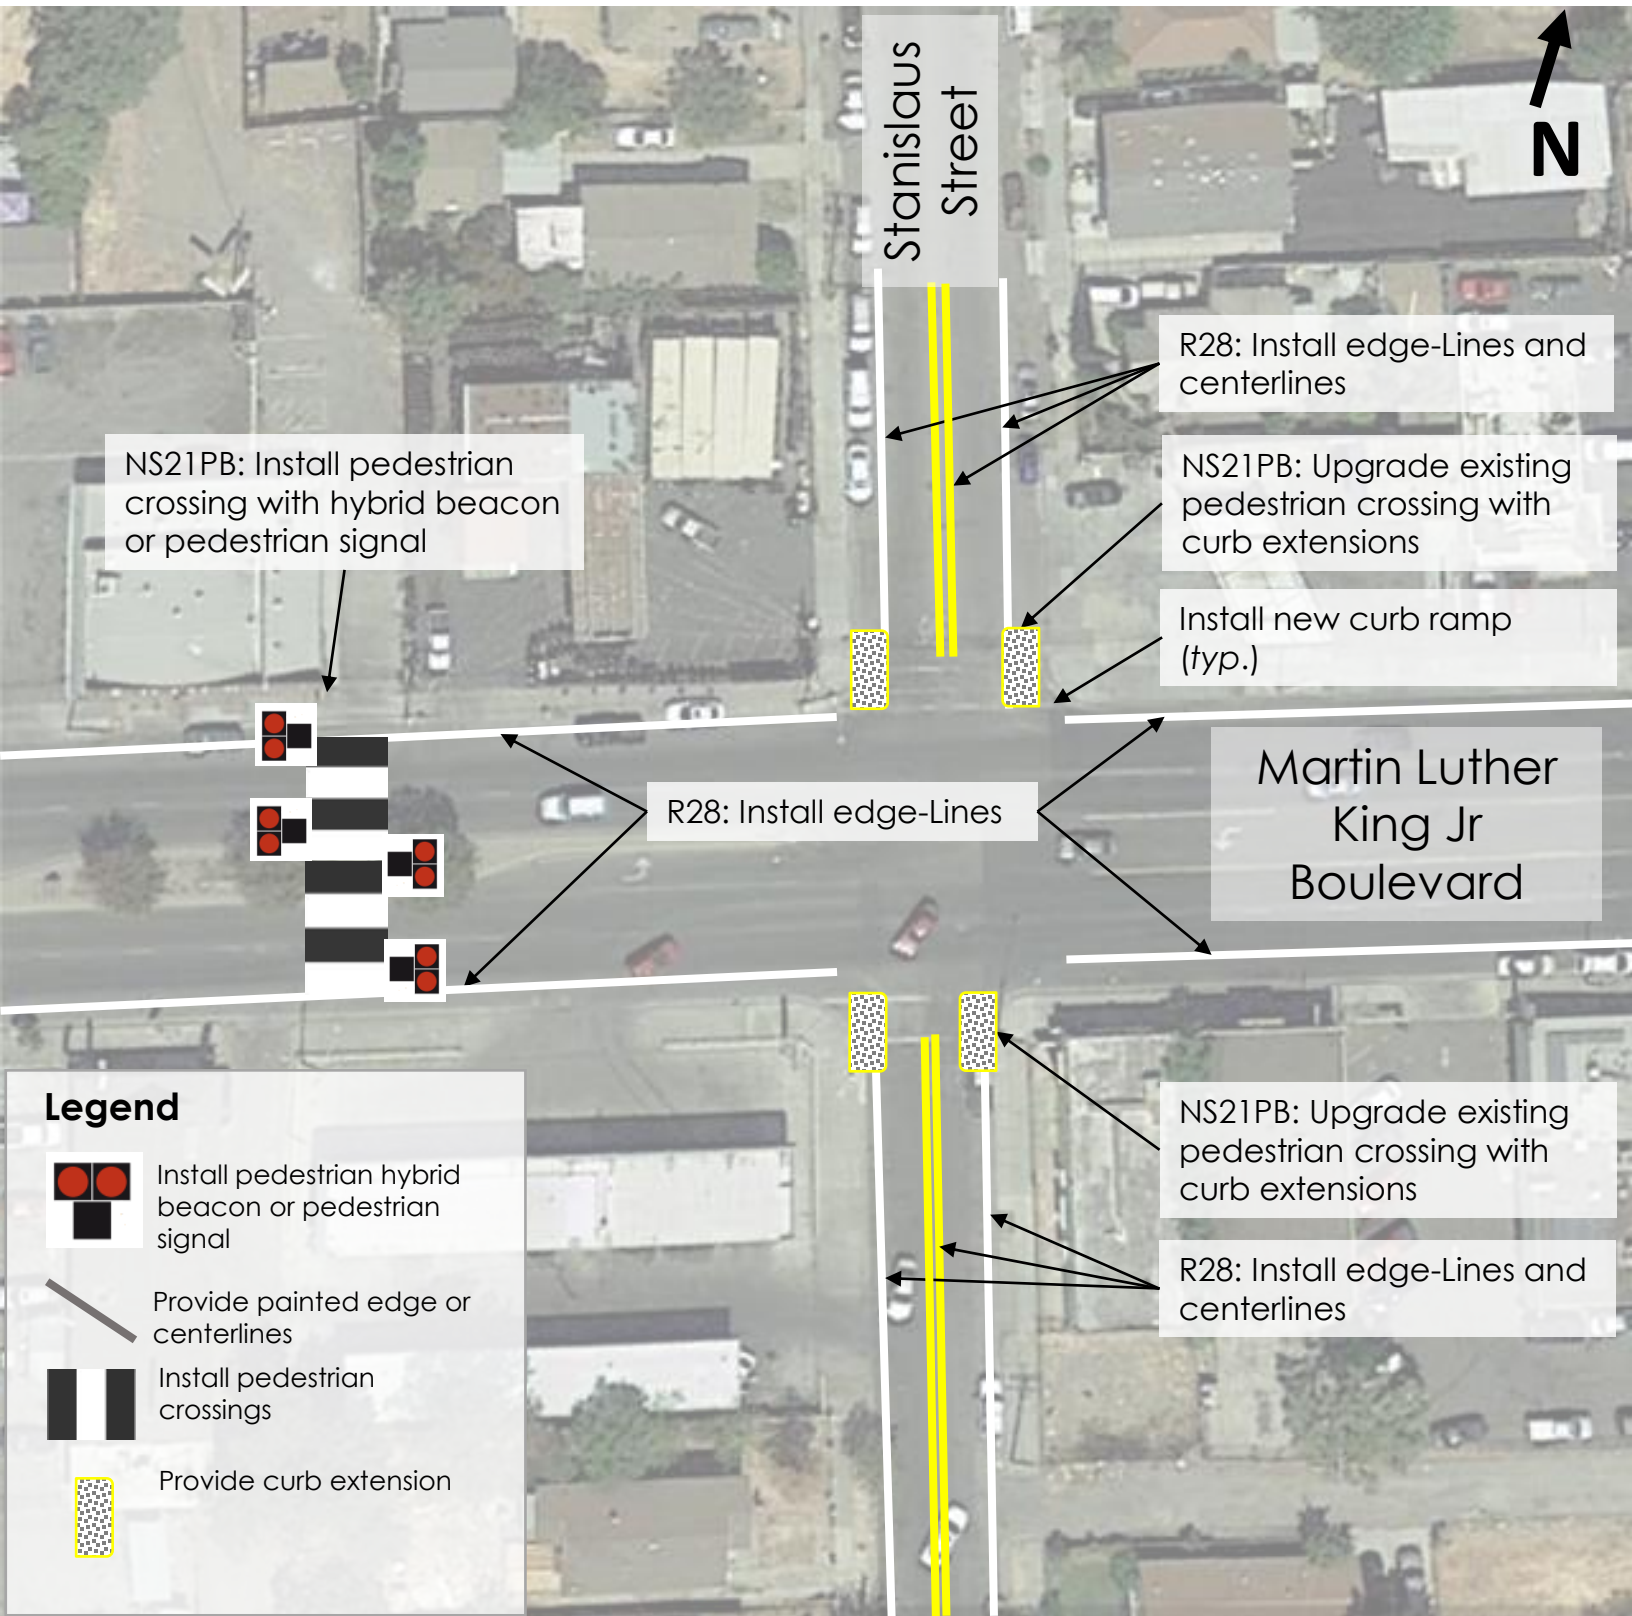 Stanislaus
Street
N
R28: Install edge-Lines and
centerlines
NS21PB: Install pedestrian
crossing with hybrid beacon
or pedestrian signal
NS21PB: Upgrade existing
pedestrian crossing with
curb extensions
Install new curb ramp
(typ.)
R28: Install edge-Lines
Martin Luther
King Jr
Boulevard
NS21PB: Upgrade existing
pedestrian crossing with
curb extensions
R28: Install edge-Lines and
centerlines
Legend
Install pedestrian hybrid
beacon or pedestrian
signal
Provide painted edge or
centerlines
Install pedestrian
crossings
Provide curb extension